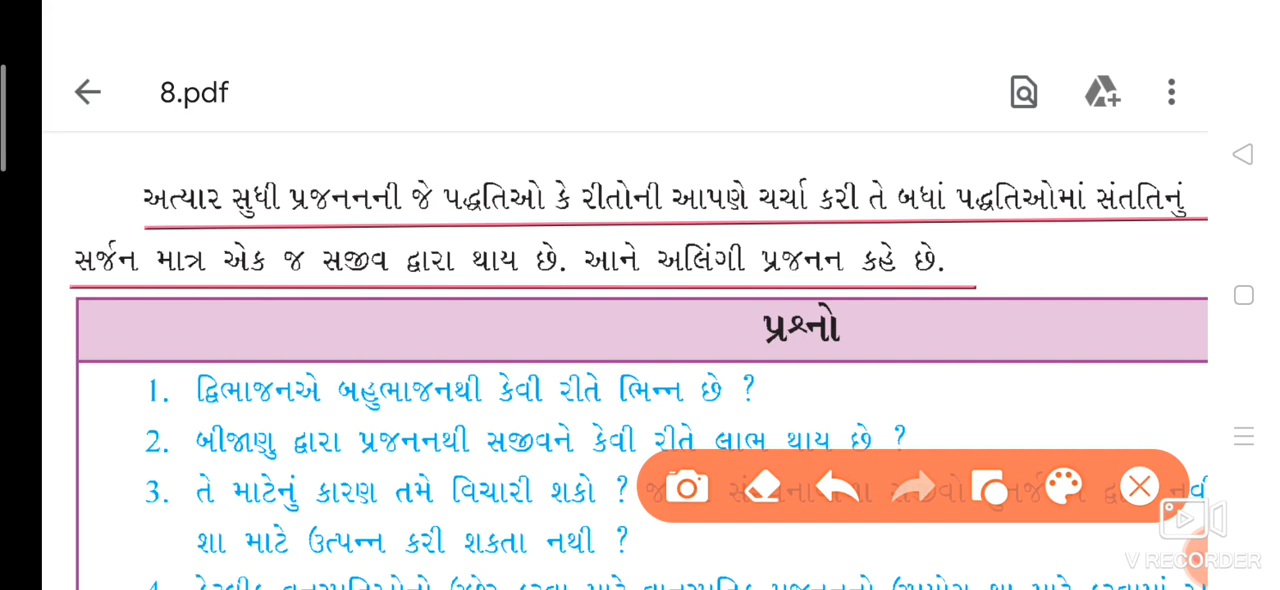 8.pdf
અત્યાર સુધી પ્રજનનની જે પદ્ધતિઓ કે રીતોની આપણે ચર્ચા કરી તે બધાં પદ્ધતિઓમાં સંતતિનું
સર્જન માત્ર એક જ સજીવ દ્વારા થાય છે. આને અલિંગી પ્રજનન કહે છે.
પ્રશ્નો
1. દ્વિભાજનએ બહુભાજનથી કેવી રીતે ભિન્ન છે ?
2. બીજાણુ દ્વારા પ્રજનનથી સજીવને કેવી રીતે લાભ થાય છે ?
3. તે માટેનું કારણ તમે વિચારી શકો ?
શા માટે ઉત્પન્ન કરી શકતા નથી ?
V RECORDER